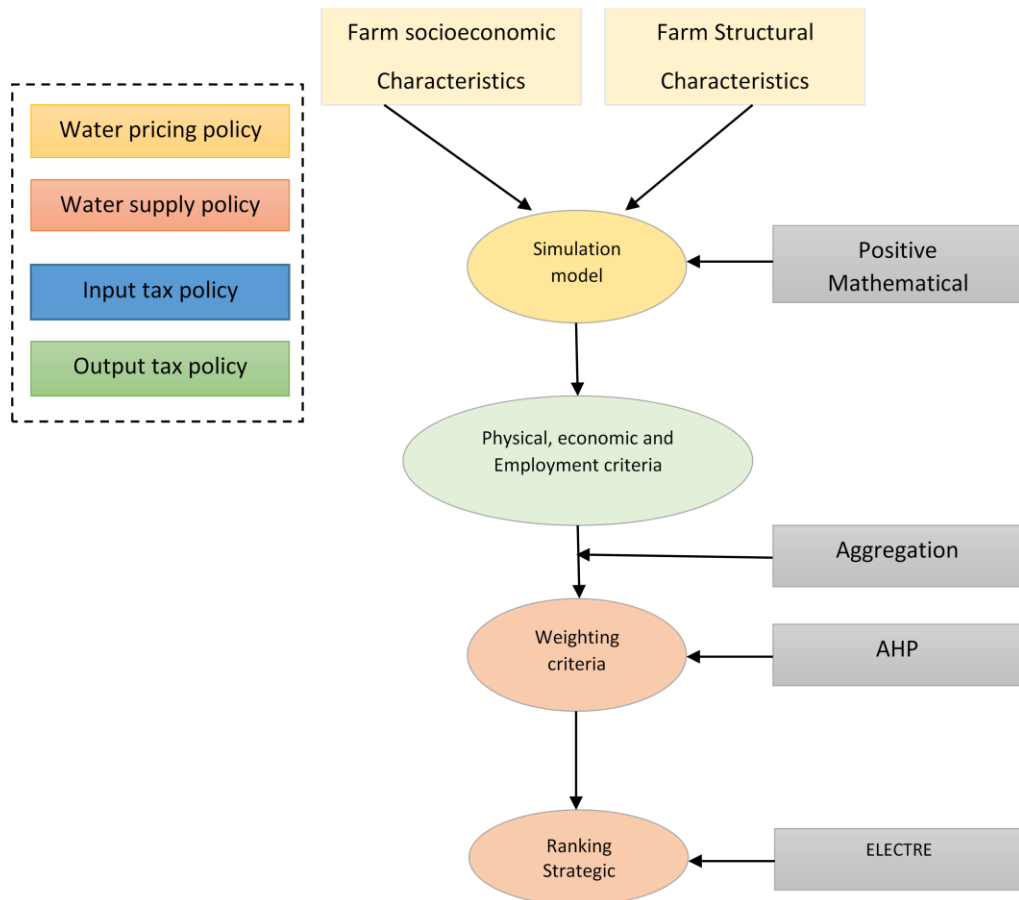 Farm socioeconomic
Characteristics
Farm Structural
Characteristics
Water pricing policy
Water supply policy
Input tax policy
Output tax policy
Simulation
model
Positive
Mathematical
Physical, economic and
Employment criteria
Aggregation
Weighting
criteria
AHP
Ranking
Strategic
ELECTRE